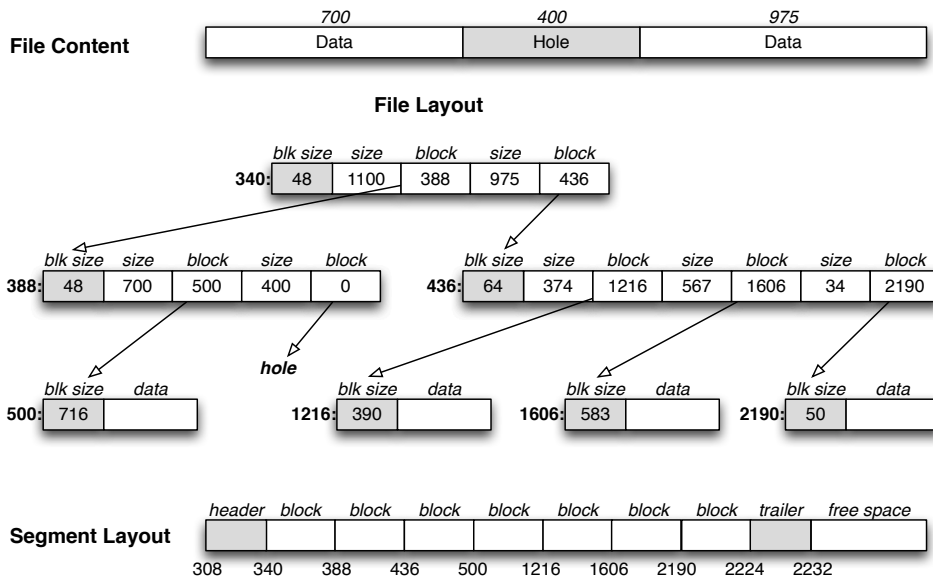 700 400 975
File Content Data Hole Data
File Layout
blk size size block size block
340: 48 1100 388 975 436
blk size size block size block
388: 48 700 500 400 0
blk size size block size block size block
436: 64 374 1216 567 1606 34 2190
hole
blk size data
500: 716
blk size data
1216: 390
blk size data
1606: 583
blk size data
2190: 50
header block block block block block block block trailer free space
Segment Layout
308 340 388 436 500 1216 1606 2190 2224 2232